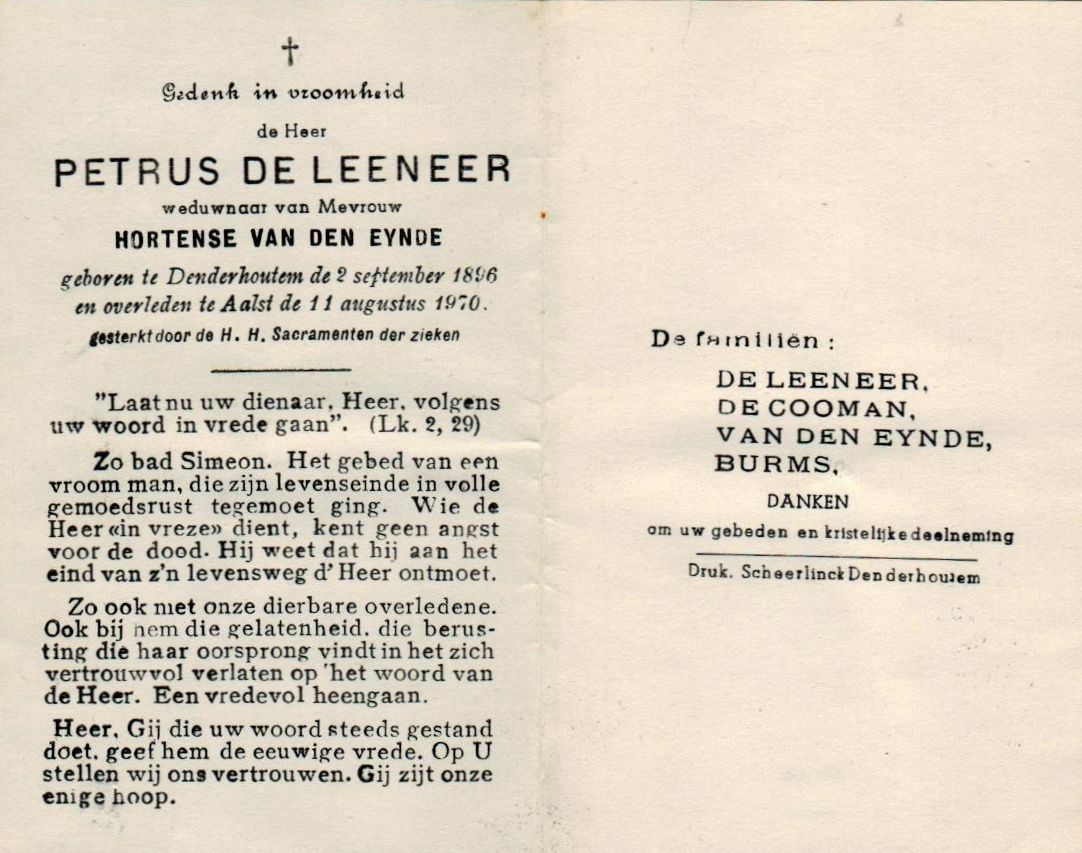 Gedenk in vroomheid
de Heer
PETRUS DE LEENEER
weduwnaar van Mevrouw
HORTENSE VAN DEN EYNDE
geboren te Denderhoutem de 2 september 1896
en overleden te Aalst de 11 augustus 1970.
gesterkt door de H. H. Sacramenten der zieken
"Laat nu uw dienaar, Heer, volgens
uw woord in vrede gaan". (Lk. 2, 29)
Zo bad Simeon. Het gebed van een
vroom man, die zijn levenseinde in volle
gemoedsrust tegemoet ging. Wie de
Heer «in vreze» dient, kent geen angst
voor de dood. Hij weet dat hij aan het
eind van z'n levensweg d' Heer ontmoet.
Zo ook met onze dierbare overledene.
Ook bij hem die gelatenheid, die berus-
ting die haar oorsprong vindt in het zich
vertrouwvol verlaten op 'het woord van
de Heer. Een vredevol heengaan.
Heer, Gij die uw woord steeds gestand
doet, geef hem de eeuwige vrede. Op U
stellen wij ons vertrouwen. Gij zijt onze
enige hoop.
De familiën :
DE LEENEER,
DE COOMAN,
VAN DEN EYNDE,
BURMS,
DANKEN
om uw gebeden en kristelijke deelneming
Druk. Scheerlinck Denderhoutem